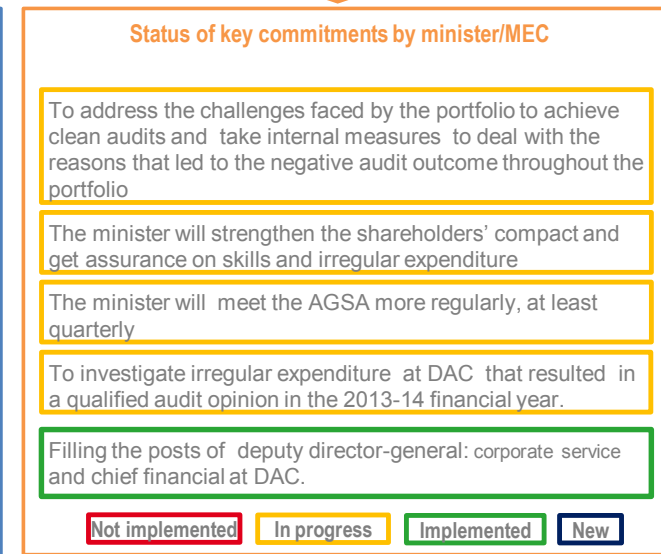 Status of key commitments by minister/MEC
To address the challenges faced by the portfolio to achieve
clean audits and take internal measures to deal with the
reasons that led to the negative audit outcome throughout the
portfolio
The minister will strengthen the shareholders' compact and
get assurance on skills and irregular expenditure
The minister will meet the AGSA more regularly, at least
quarterly
To investigate irregular expenditure at DAC that resulted in
a qualified audit opinion in the 2013-14 financial year.
Filling the posts of deputy director-general: corporate service
and chief financial at DAC.
Not implemented In progress Implemented New